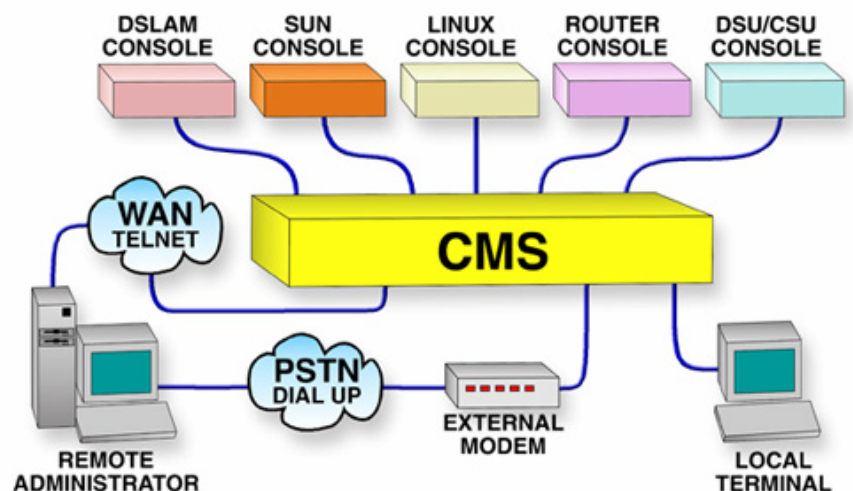 DSLAM
CONSOLE
SUN
CONSOLE
LINUX
CONSOLE
ROUTER
CONSOLE
DSU/CSU
CONSOLE
WAN
TELNET
CMS
PSTN
DIAL UP
EXTERNAL
MODEM
REMOTE
ADMINISTRATOR
LOCAL
TERMINAL